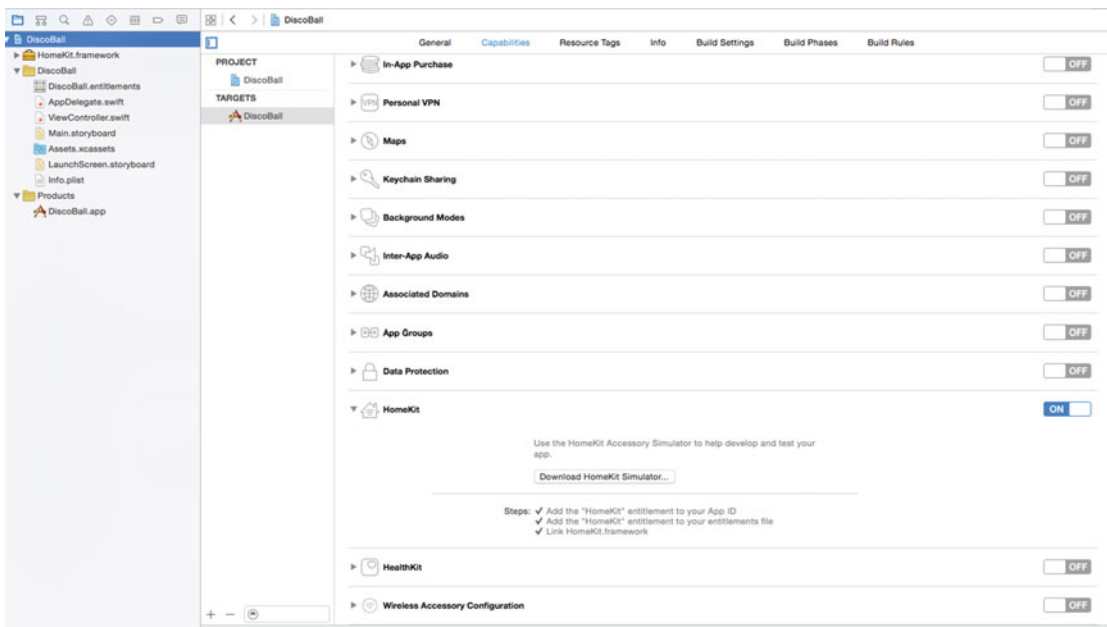 DiscoBall
DiscoBall
General Capabilities Resource Tags Info Build Settings Build Phases Build Rules
HomeKit.framework
DiscoBall
DiscoBall.entitlements
AppDelegate.swift
ViewController.swift
Main.storyboard
Assets.xcassets
LaunchScreen.storyboard
Info.plist
Products
DiscoBall.app
PROJECT
DiscoBall
TARGETS
DiscoBall
In-App Purchase OFF
VPN Personal VPN OFF
Maps OFF
Keychain Sharing OFF
Background Modes OFF
Inter-App Audio OFF
Associated Domains OFF
App Groups OFF
Data Protection OFF
HomeKit ON
Use the HomeKit Accessory Simulator to help develop and test your
app.
Download HomeKit Simulator...
Steps: ✓ Add the "HomeKit" entitlement to your App ID
✓ Add the "HomeKit" entitlement to your entitlements file
✓ Link HomeKit.framework
HealthKit OFF
Wireless Accessory Configuration OFF